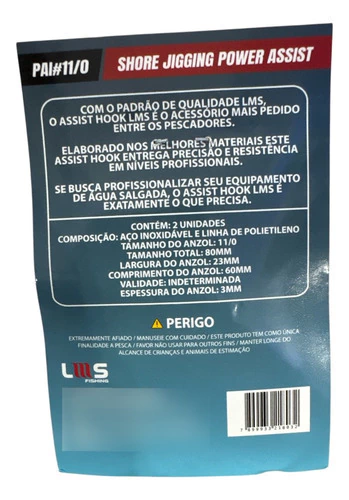 PAI#11/0
SHORE JIGGING POWER ASSIST
COM O PADRÃO DE QUALIDADE LMS,
O ASSIST HOOK LMS É O ACESSÓRIO MAIS PEDIDO
ENTRE OS PESCADORES.
ELABORADO NOS MELHORES MATERIAIS ESTE
ASSIST HOOK ENTREGA PRECISÃO E RESISTÊNCIA
EM NÍVEIS PROFISSIONAIS.
SE BUSCA PROFISSIONALIZAR SEU EQUIPAMENTO
DE ÁGUA SALGADA, O ASSIST HOOK LMS É
EXATAMENTE O QUE PRECISA.
CONTÉM: 2 UNIDADES
COMPOSIÇÃO: AÇO INOXIDÁVEL E LINHA DE POLIETILENO
TAMANHO DO ANZOL: 11/0
TAMANHO TOTAL: 80MM
LARGURA DO ANZOL: 23MM
COMPRIMENTO DO ANZOL: 60MM
VALIDADE: INDETERMINADA
ESPESSURA DO ANZOL: 3MM
PERIGO
EXTREMAMENTE AFIADO / MANUSEIE COM CUIDADO / ESTE PRODUTO TEM COMO ÚNICA
FINALIDADE A PESCA / FAVOR NÃO USAR PARA OUTROS FINS / MANTER LONGE DO
ALCANCE DE CRIANÇAS E ANIMAIS DE ESTIMAÇÃO
LMS
FISHING